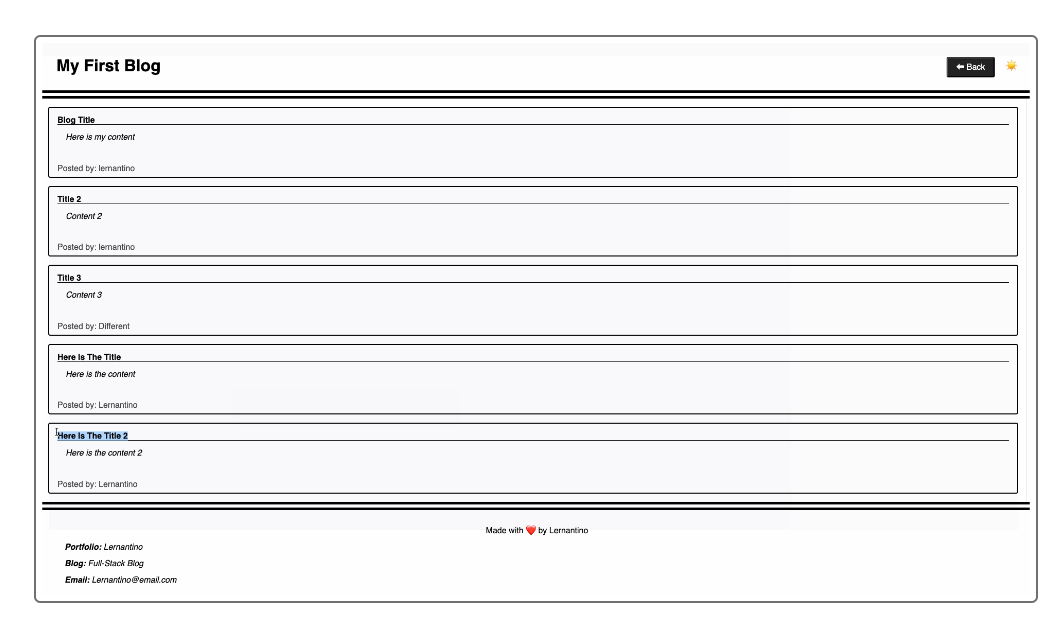 My First Blog
Back
Blog Title
Here is my content
Posted by: lernantino
Title 2
Content 2
Posted by: lernantino
Title 3
Content 3
Posted by: Different
Here Is The Title
Here is the content
Posted by: Lernantino
Here Is The Title 2
Here is the content 2
Posted by: Lernantino
Made with ❤️ by Lernantino
Portfolio: Lernantino
Blog: Full-Stack Blog
Email: Lernantino@email.com